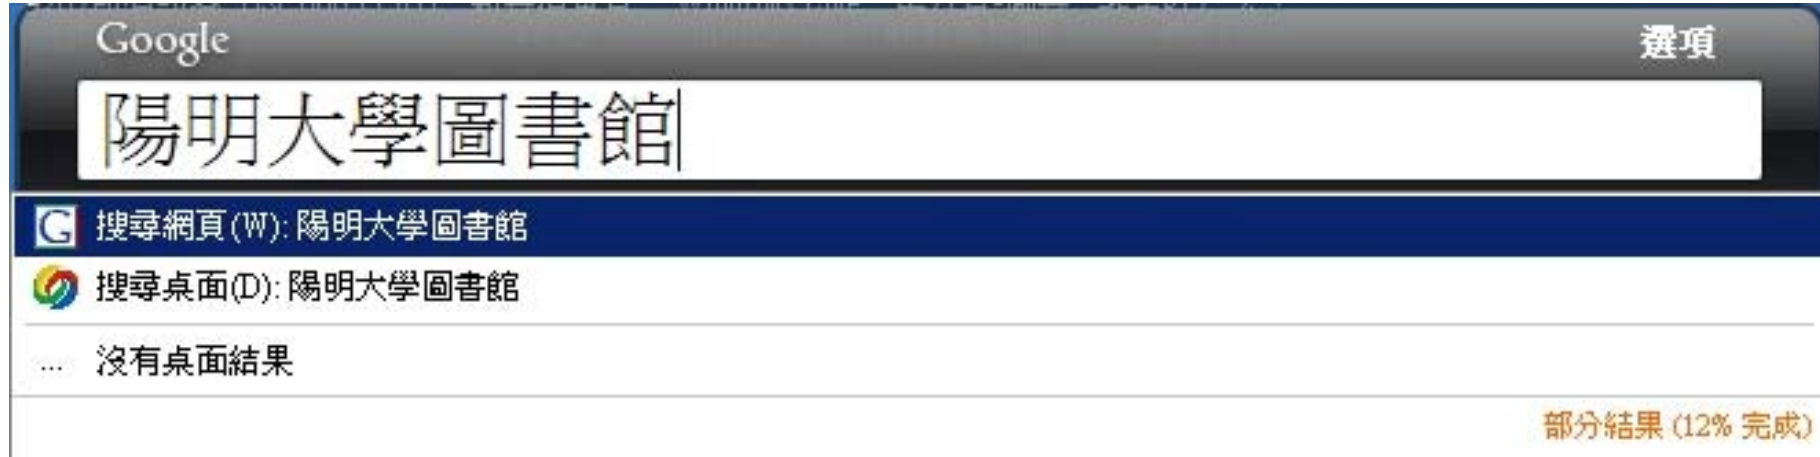 Google 選項
陽明大學圖書館
搜尋網頁(W): 陽明大學圖書館
搜尋桌面(D): 陽明大學圖書館
... 沒有桌面結果
部分結果 (12% 完成)